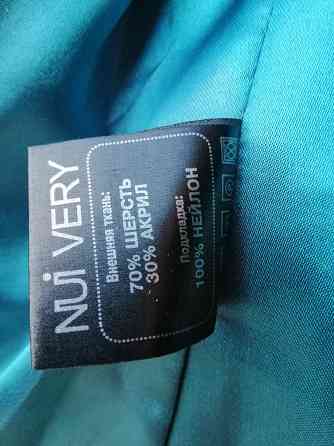 NUi VERY
Внешняя ткань:
70% ШЕРСТЬ
30% АКРИЛ
Подкладка:
100% НЕЙЛОН